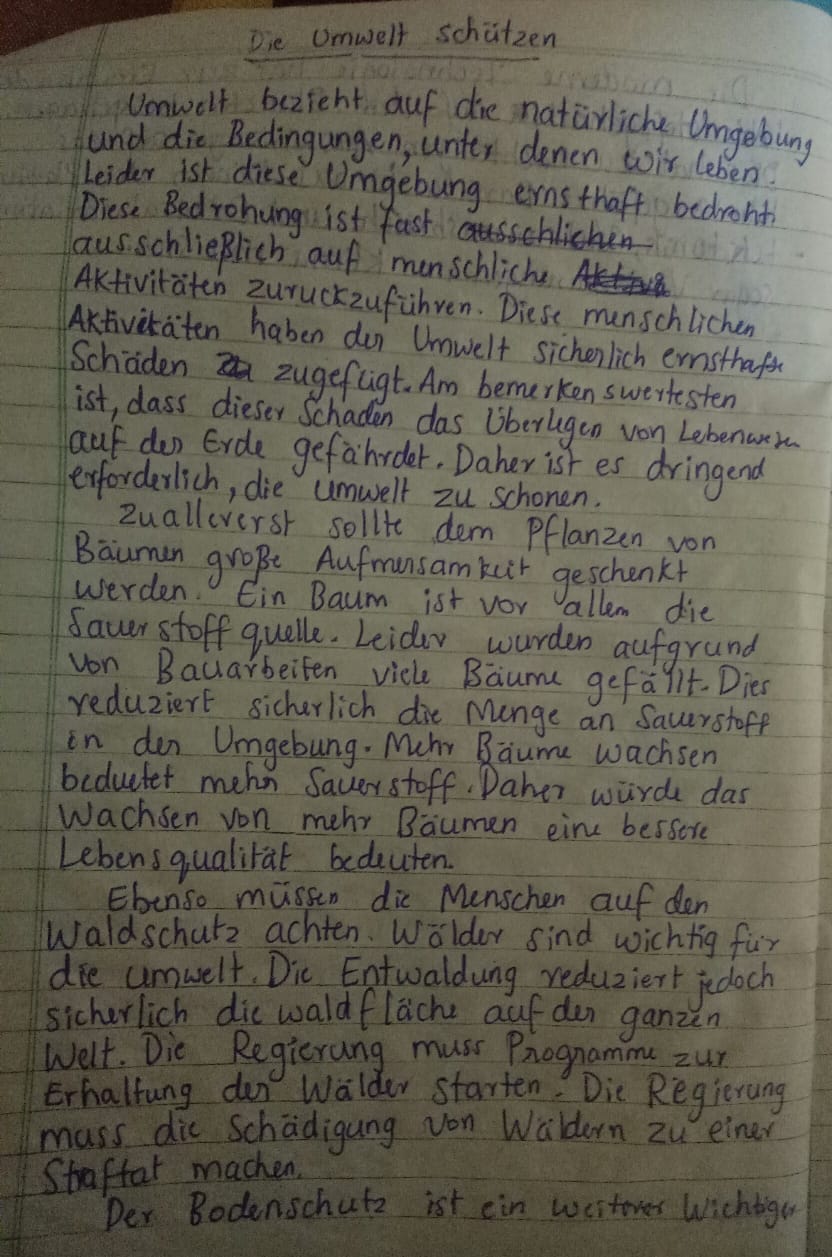 Die Umwelt schützen
Umwelt bezieht auf die natürliche Umgebung
und die Bedingungen, unter denen wir leben.
Leider ist diese Umgebung ernsthaft bedroht.
Diese Bedrohung ist fast ausschlichen
ausschließlich auf menschliche Aktiva
Aktivitäten zuruckzuführen. Diese menschlichen
Aktivitäten haben der Umwelt sicherlich ernsthafte
Schäden zu zugefügt. Am bemerkenswertesten
ist, dass dieser Schaden das Überlegen von Lebenwesen
auf der Erde gefährdet. Daher ist es dringend
erforderlich, die Umwelt zu schonen.
Zuallererst sollte dem Pflanzen von
Bäumen große Aufmersamkeit geschenkt
werden. Ein Baum ist vor allem die
Sauerstoffquelle. Leider wurden aufgrund
von Bauarbeiten viele Bäume gefällt. Dies
reduziert sicherlich die Menge an Sauerstoff
in der Umgebung. Mehr Bäume wachsen
beduetet mehr Sauerstoff. Daher würde das
Wachsen von mehr Bäumen eine bessere
Lebensqualität bedeuten.
Ebenso müssen die Menschen auf den
Waldschutz achten. Wälder sind wichtig für
die umwelt. Die Entwaldung reduziert jedoch
sicherlich die waldfläche auf der ganzen
Welt. Die Regierung muss Programme zur
Erhaltung der Wälder starten. Die Regierung
muss die Schädigung von Wäldern zu einer
Straftat machen.
Der Bodenschutz ist ein weiterer Wichtiger